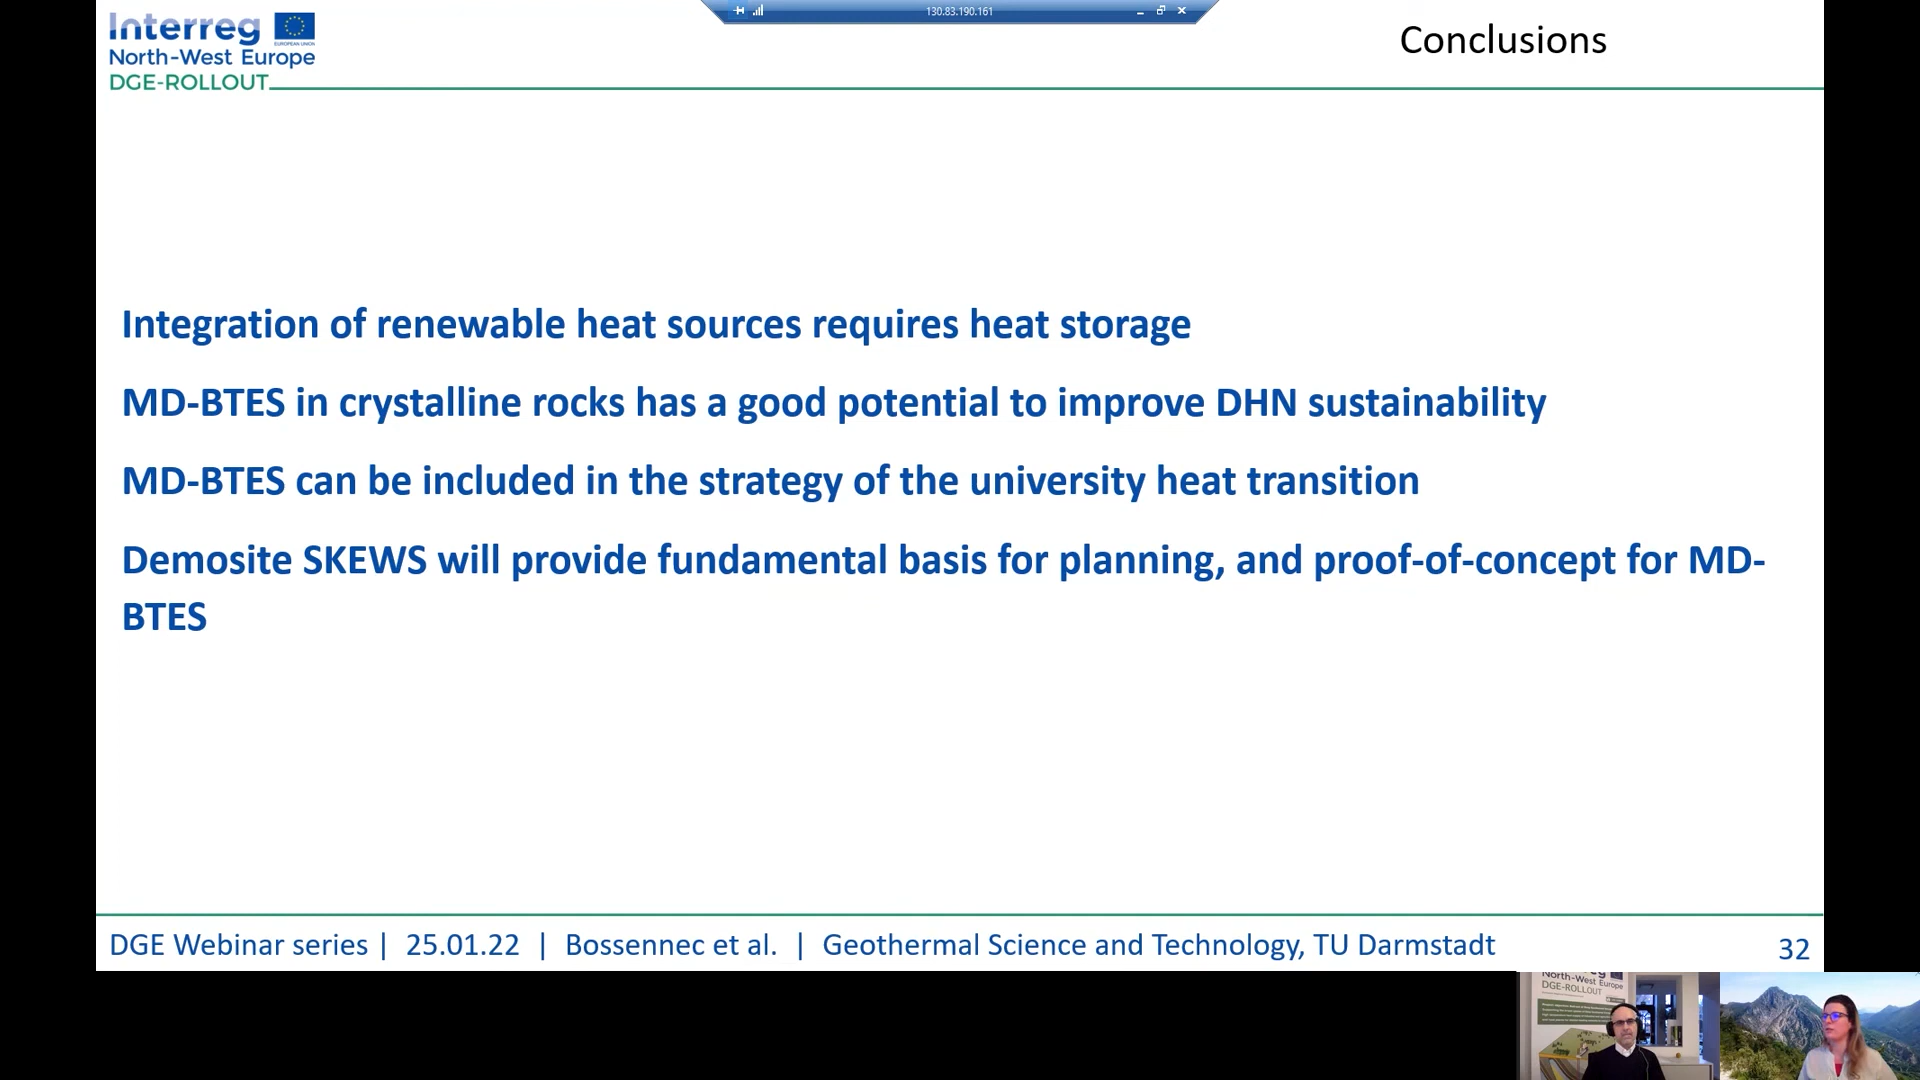 130.83.190.161
Interreg
EUROPEAN UNION
North-West Europe
DGE-ROLLOUT
Conclusions
Integration of renewable heat sources requires heat storage
MD-BTES in crystalline rocks has a good potential to improve DHN sustainability
MD-BTES can be included in the strategy of the university heat transition
Demosite SKEWS will provide fundamental basis for planning, and proof-of-concept for MD-
BTES
DGE Webinar series | 25.01.22 | Bossennec et al. | Geothermal Science and Technology, TU Darmstadt
32
North-West Europe
DGE-ROLLOUT